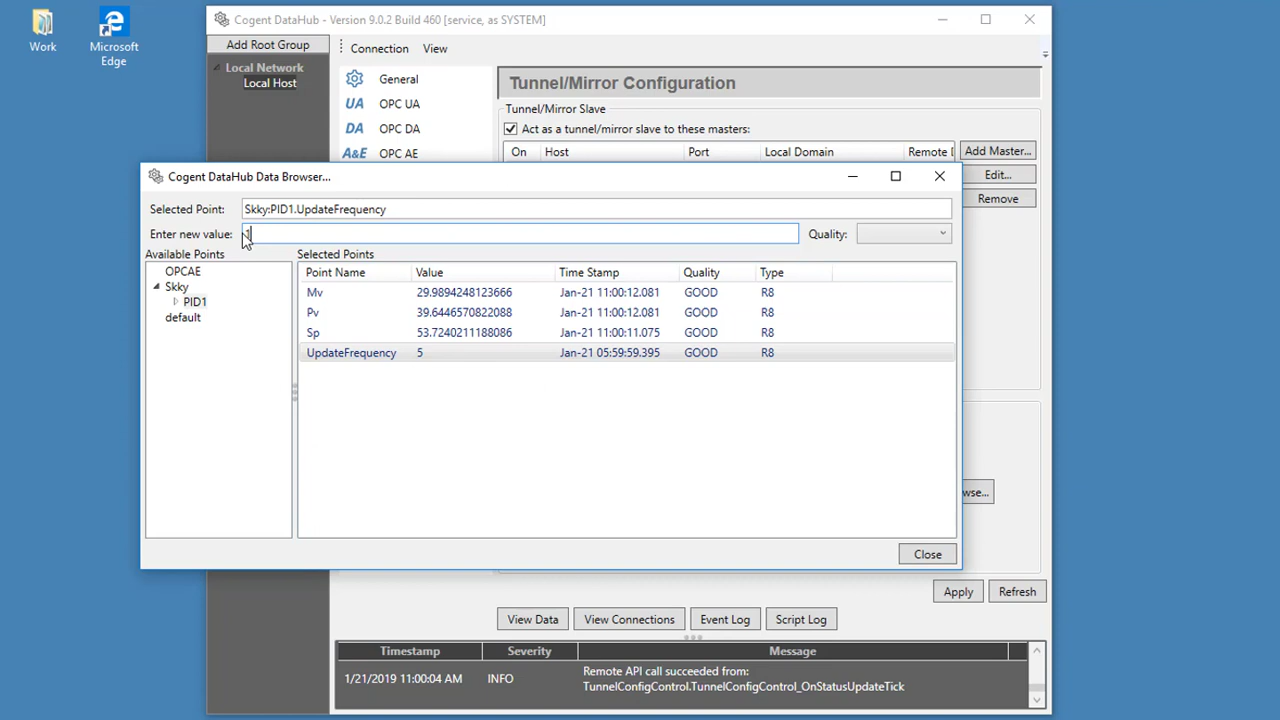 Work
Microsoft
Edge
Cogent DataHub - Version 9.0.2 Build 460 [service, as SYSTEM]
Add Root Group
Connection View
Local Network
Local Host
General
UA OPC UA
DA OPC DA
A&E OPC AE
Tunnel/Mirror Configuration
Tunnel/Mirror Slave
Act as a tunnel/mirror slave to these masters:
On Host Port Local Domain Remote
Add Master...
Edit...
Remove
Cogent DataHub Data Browser...
Selected Point: Skky:PID1.UpdateFrequency
Enter new value: Quality:
Available Points
OPCAE
Skky
PID1
default
Selected Points
Point Name Value Time Stamp Quality Type
Mv 29.9894248123666 Jan-21 11:00:12.081 GOOD R8
Pv 39.6446570822088 Jan-21 11:00:12.081 GOOD R8
Sp 53.7240211188086 Jan-21 11:00:11.075 GOOD R8
UpdateFrequency 5 Jan-21 05:59:59.395 GOOD R8
wse...
Close
Apply Refresh
View Data View Connections Event Log Script Log
Timestamp Severity Message
1/21/2019 11:00:04 AM INFO Remote API call succeeded from:
TunnelConfigControl.TunnelConfigControl_OnStatusUpdateTick